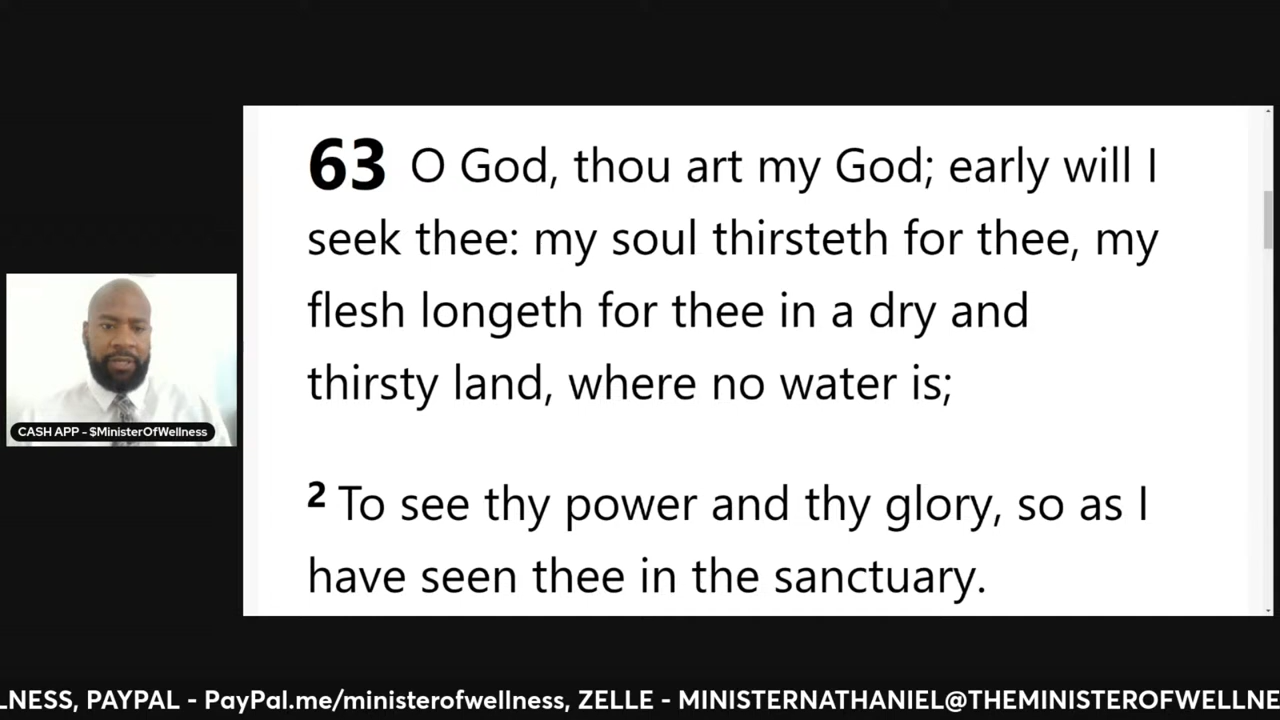 63 O God, thou art my God; early will I
seek thee: my soul thirsteth for thee, my
flesh longeth for thee in a dry and
thirsty land, where no water is;
2 To see thy power and thy glory, so as I
have seen thee in the sanctuary.
CASH APP - $MinisterOfWellness
LNESS, PAYPAL - PayPal.me/ministerofwellness, ZELLE - MINISTERNATHANIEL@THEMINISTEROFWELLNE